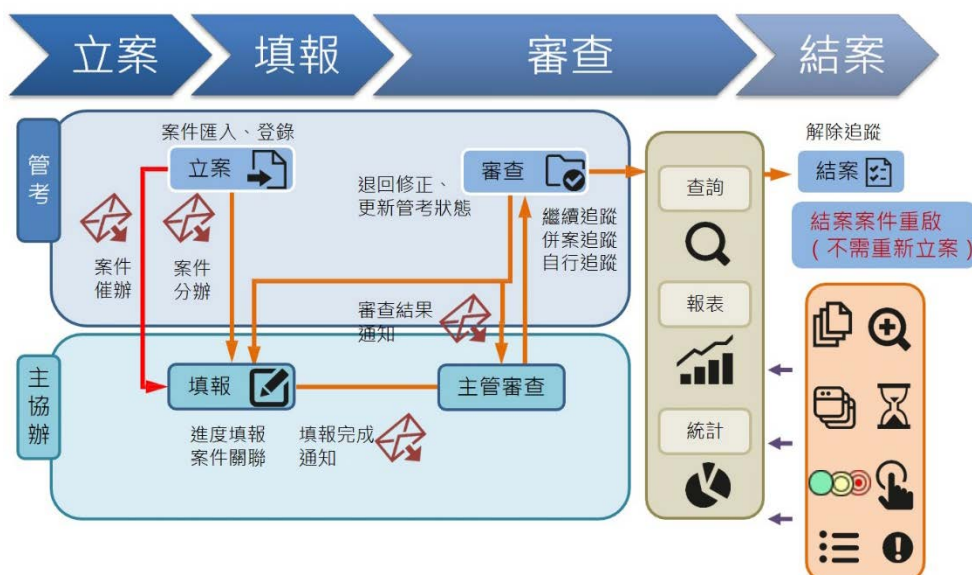 立案
填報
審查
結案
管考
案件匯入、登錄
立案
案件
催辦
案件
分辦
退回修正、
更新管考狀態
審查
繼續追蹤
併案追蹤
自行追蹤
審查結果
通知
主協辦
填報
進度填報
案件關聯
填報完成
通知
主管審查
查詢
報表
統計
解除追蹤
結案
結案案件重啟
（不需重新立案）